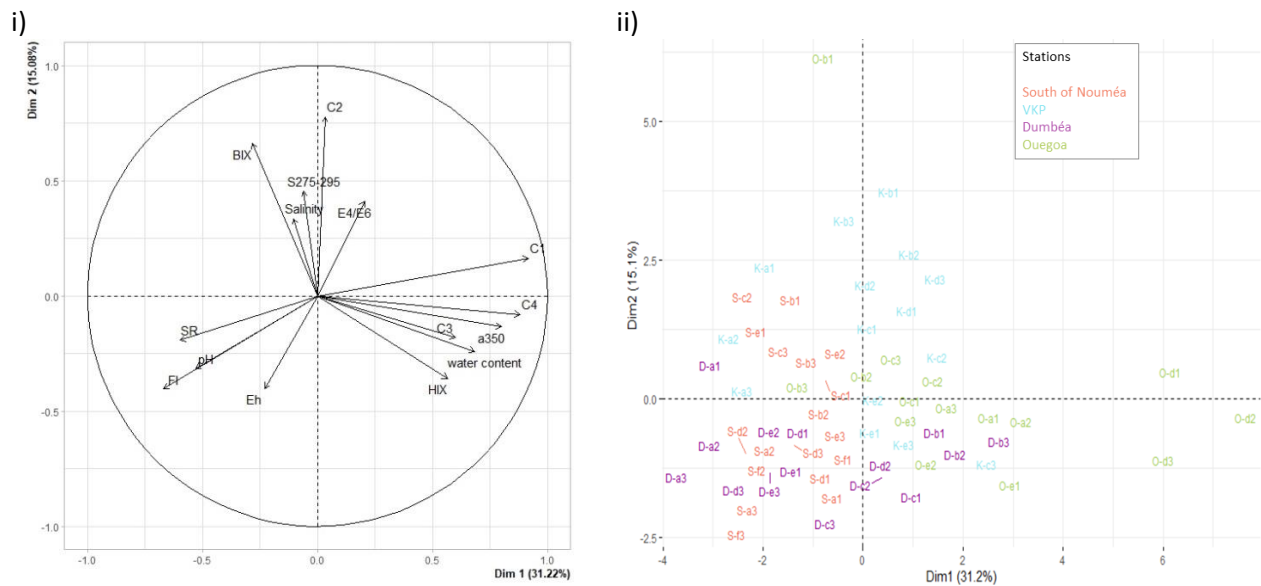 i)
Dim 2 (15.08%)
1.0
0.5
0.0
-0.5
-1.0
C2
BIX
S275-295
Salinity
E4/E6
C1
C4
C3
a350
water content
HIX
SR
pH
FI
Eh
-1.0 -0.5 0.0 0.5 1.0
Dim 1 (31.22%)
ii)
Stations
South of Nouméa
VKP
Dumbéa
Ouegoa
Dim2 (15.1%)
5.0
2.5
0.0
-2.5
O-b1
K-b1
K-b3
K-b2
K-a1
K-d3
K-d2
S-c2 S-b1
K-d1
S-e1 K-c1
K-a2
S-c3 S-e2
K-c2
D-a1 S-b3 O-c3
O-d1
O-c2
K-a3 O-b3
S-c1
K-e2 O-c1 O-a3
S-b2 O-d2
O-e3 O-a1 O-a2
S-d2 D-e2 D-d1 S-e3 K-e1 D-b1
D-a2 K-e3 D-b3
S-a2 S-d3 S-f1 D-b2
D-d2 O-e2 K-c3 O-d3
S-f2 D-e1
D-a3 S-d1
D-c2 O-e1
D-d3 D-e3 S-a1 D-c1
S-a3
D-c3
S-f3
-4 -2 0 2 4 6
Dim1 (31.2%)